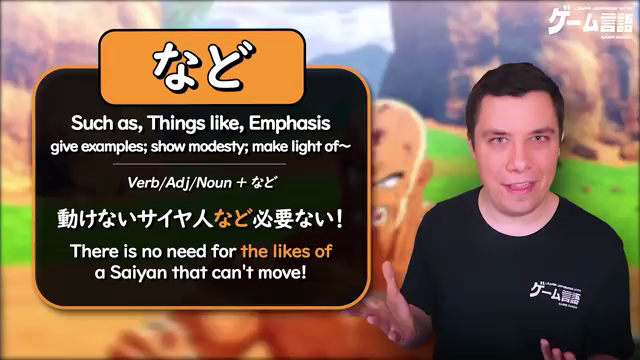 など
Such as, Things like, Emphasis
give examples; show modesty; make light of〜
Verb/Adj/Noun + など
動けないサイヤ人など必要ない！
There is no need for the likes of
a Saiyan that can't move!
ゲーム言語
ゲーム言語